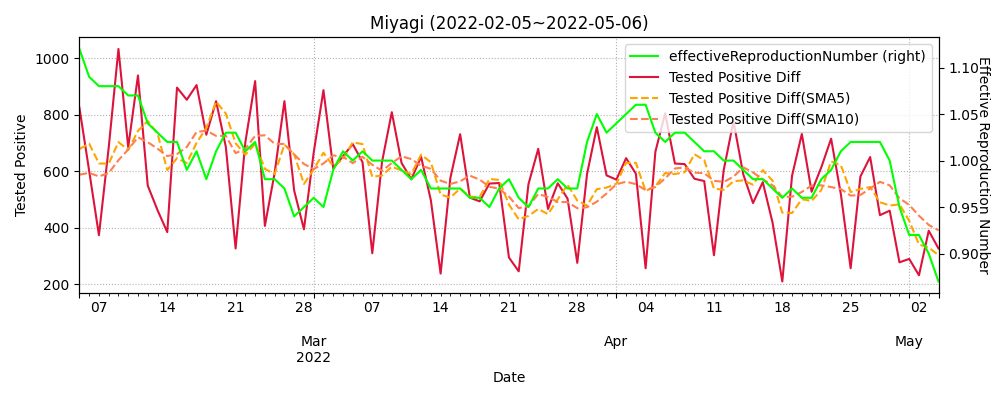 Miyagi (2022-02-05~2022-05-06)
effectiveReproductionNumber (right)
Tested Positive Diff
Tested Positive Diff(SMA5)
Tested Positive Diff(SMA10)
Tested Positive
1000
800
600
400
200
Effective Reproduction Number
1.10
1.05
1.00
0.95
0.90
07 14 21 28 07 14 21 28 04 11 18 25 02
Mar Apr May
2022
Date